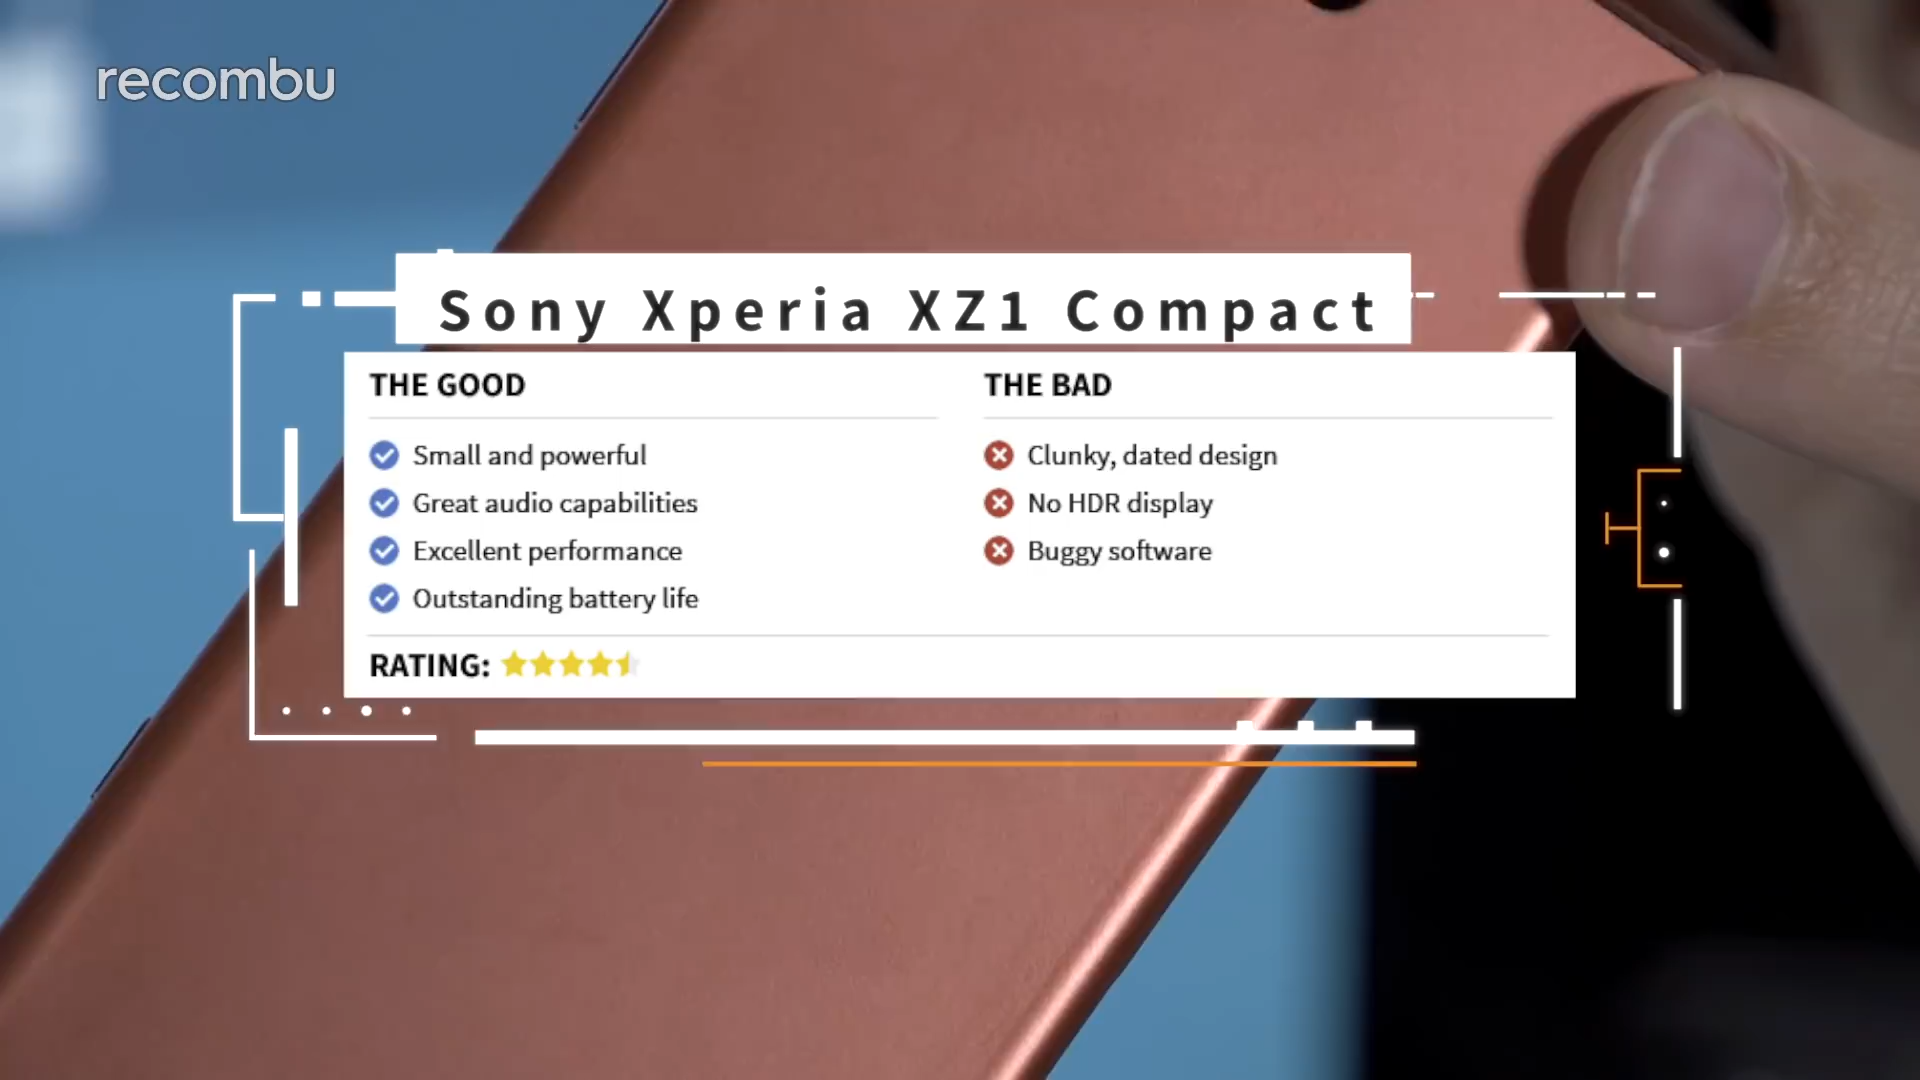 recombu
Sony Xperia XZ1 Compact
THE GOOD
Small and powerful
Great audio capabilities
Excellent performance
Outstanding battery life
THE BAD
Clunky, dated design
No HDR display
Buggy software
RATING: